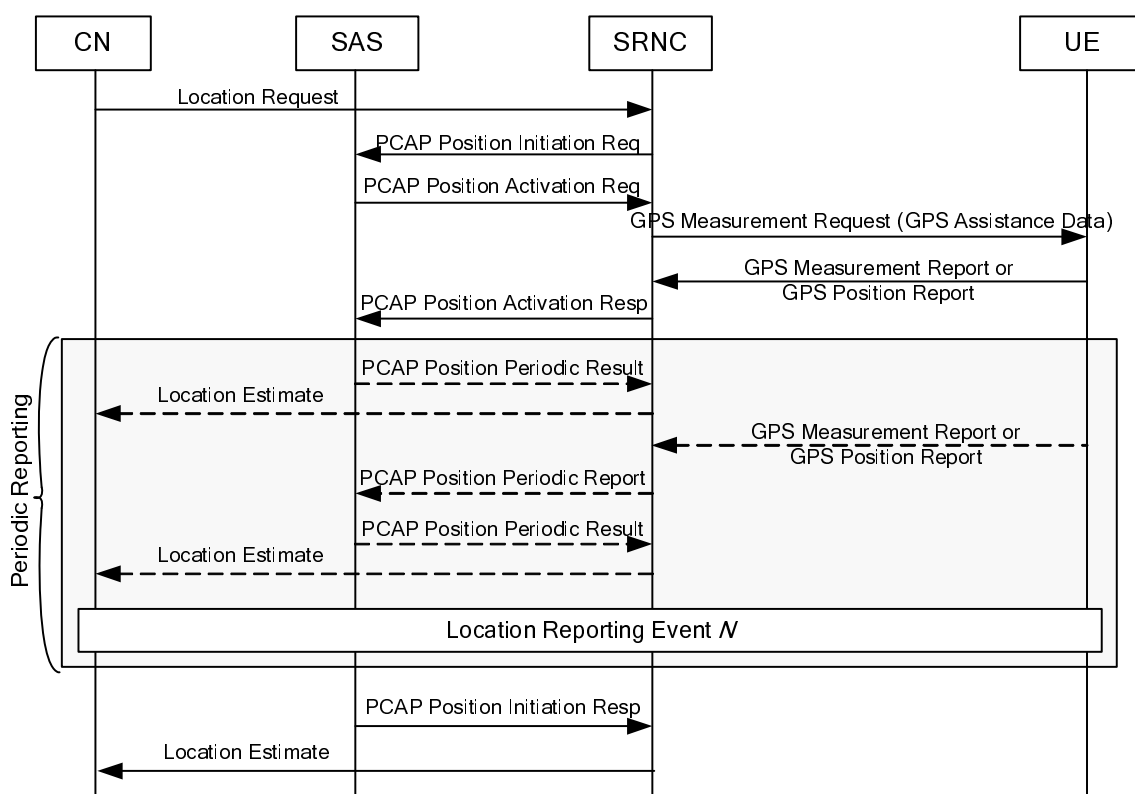 CN
SAS
SRNC
UE
Location Request
PCAP Position Initiation Req
PCAP Position Activation Req
GPS Measurement Request (GPS Assistance Data)
GPS Measurement Report or
GPS Position Report
PCAP Position Activation Resp
Periodic Reporting
PCAP Position Periodic Result
Location Estimate
GPS Measurement Report or
GPS Position Report
PCAP Position Periodic Report
PCAP Position Periodic Result
Location Estimate
Location Reporting Event N
PCAP Position Initiation Resp
Location Estimate